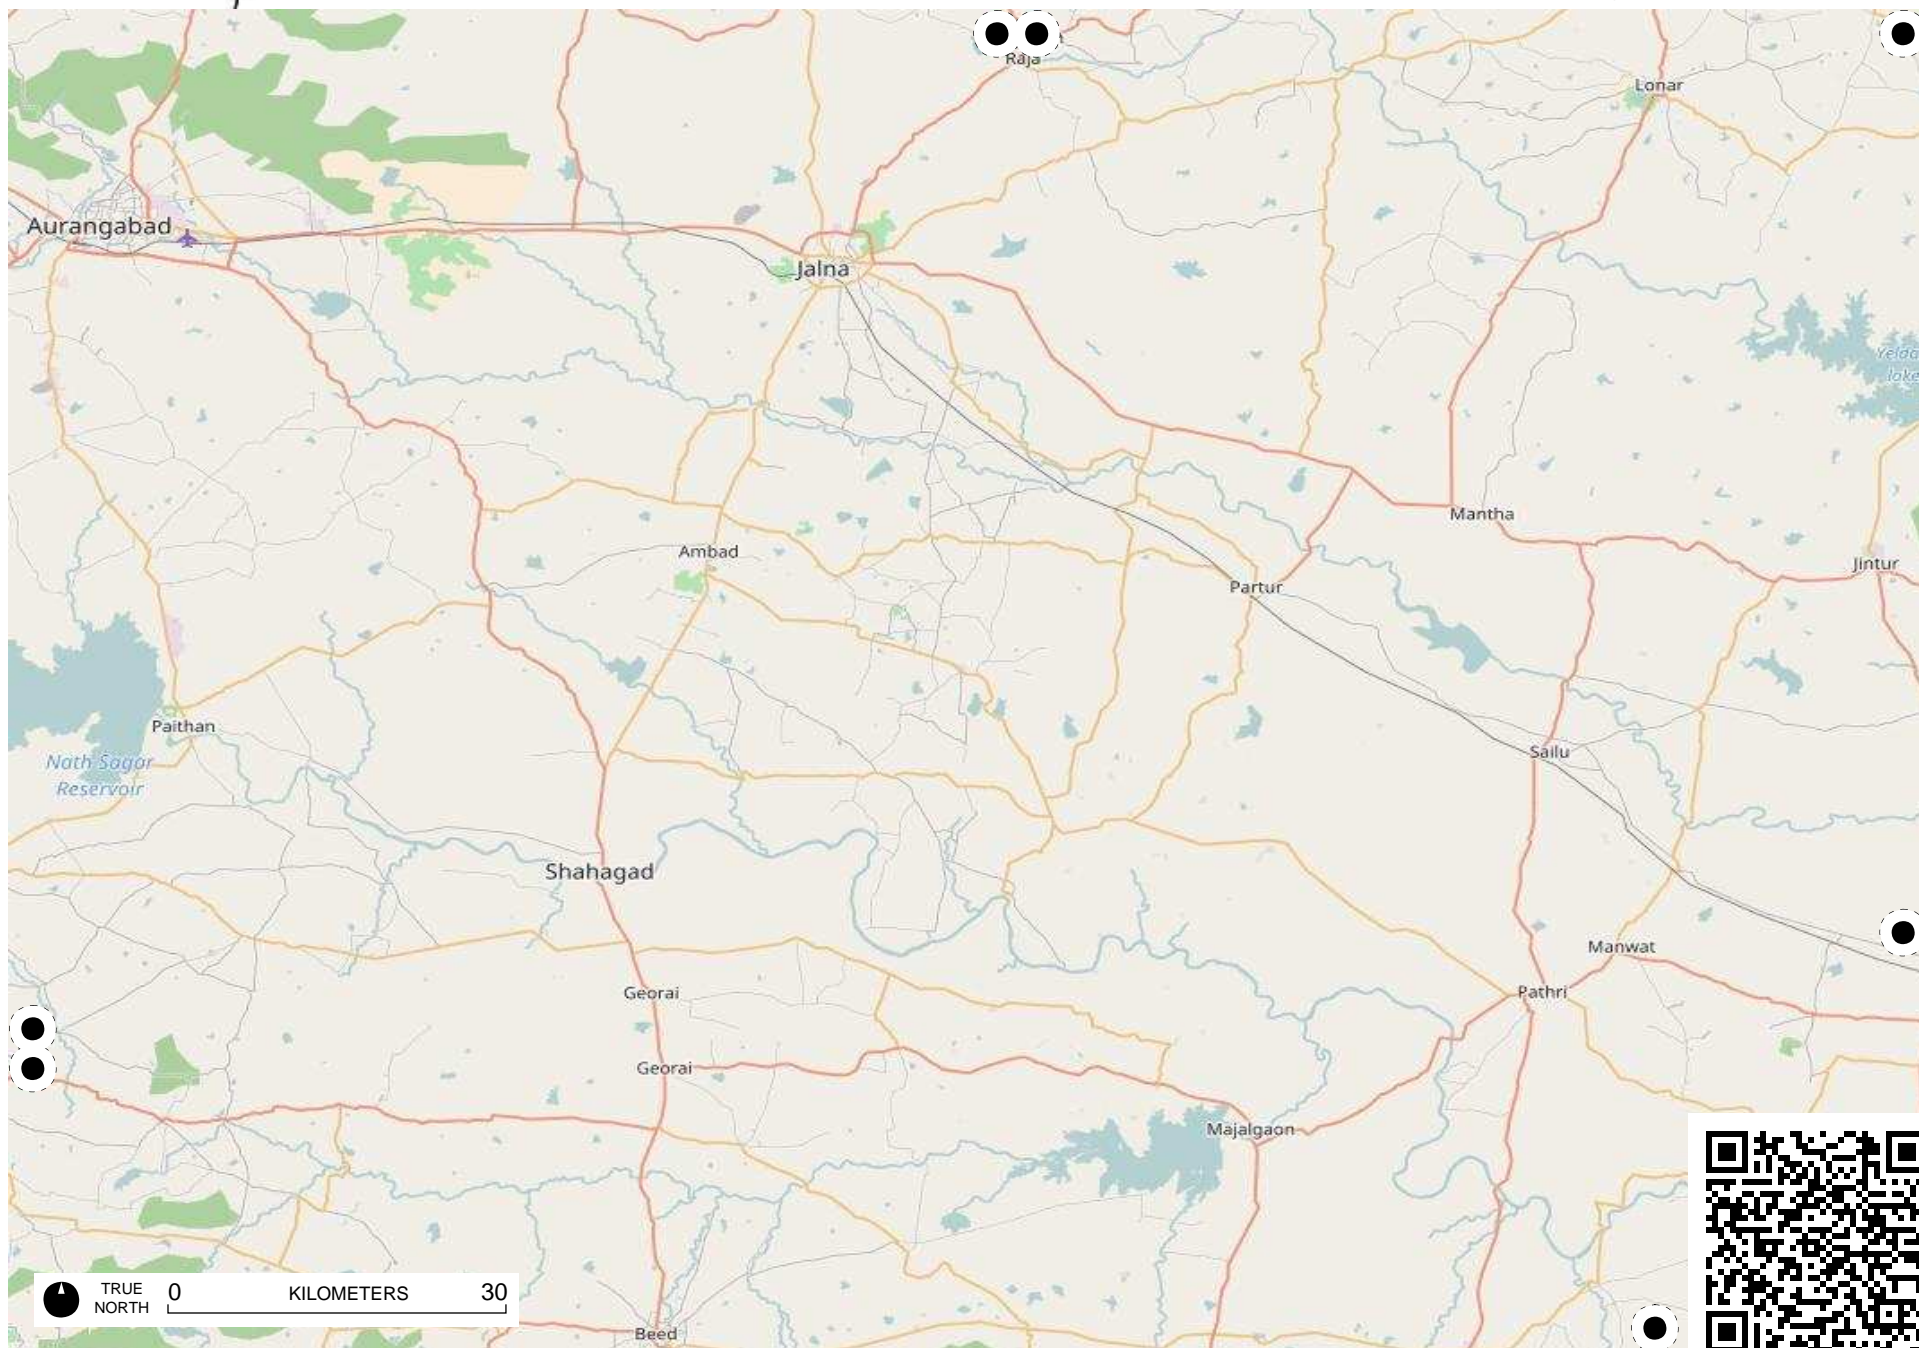 Raja
Lonar
Aurangabad
Jalna
Yelda
lake
Mantha
Ambad
Jintur
Partur
Paithan
Nath Sagar
Reservoir
Sailu
Shahagad
Manwat
Georai
Pathri
Georai
Majalgaon
TRUE
NORTH
0 KILOMETERS 30
Beed